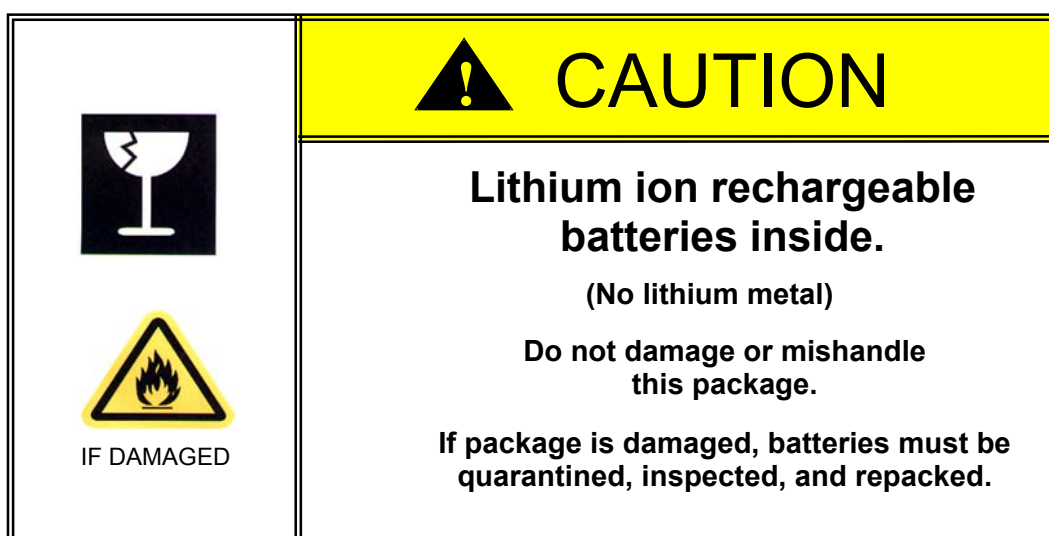 CAUTION
Lithium ion rechargeable
batteries inside.
(No lithium metal)
Do not damage or mishandle
this package.
If package is damaged, batteries must be
quarantined, inspected, and repacked.
IF DAMAGED